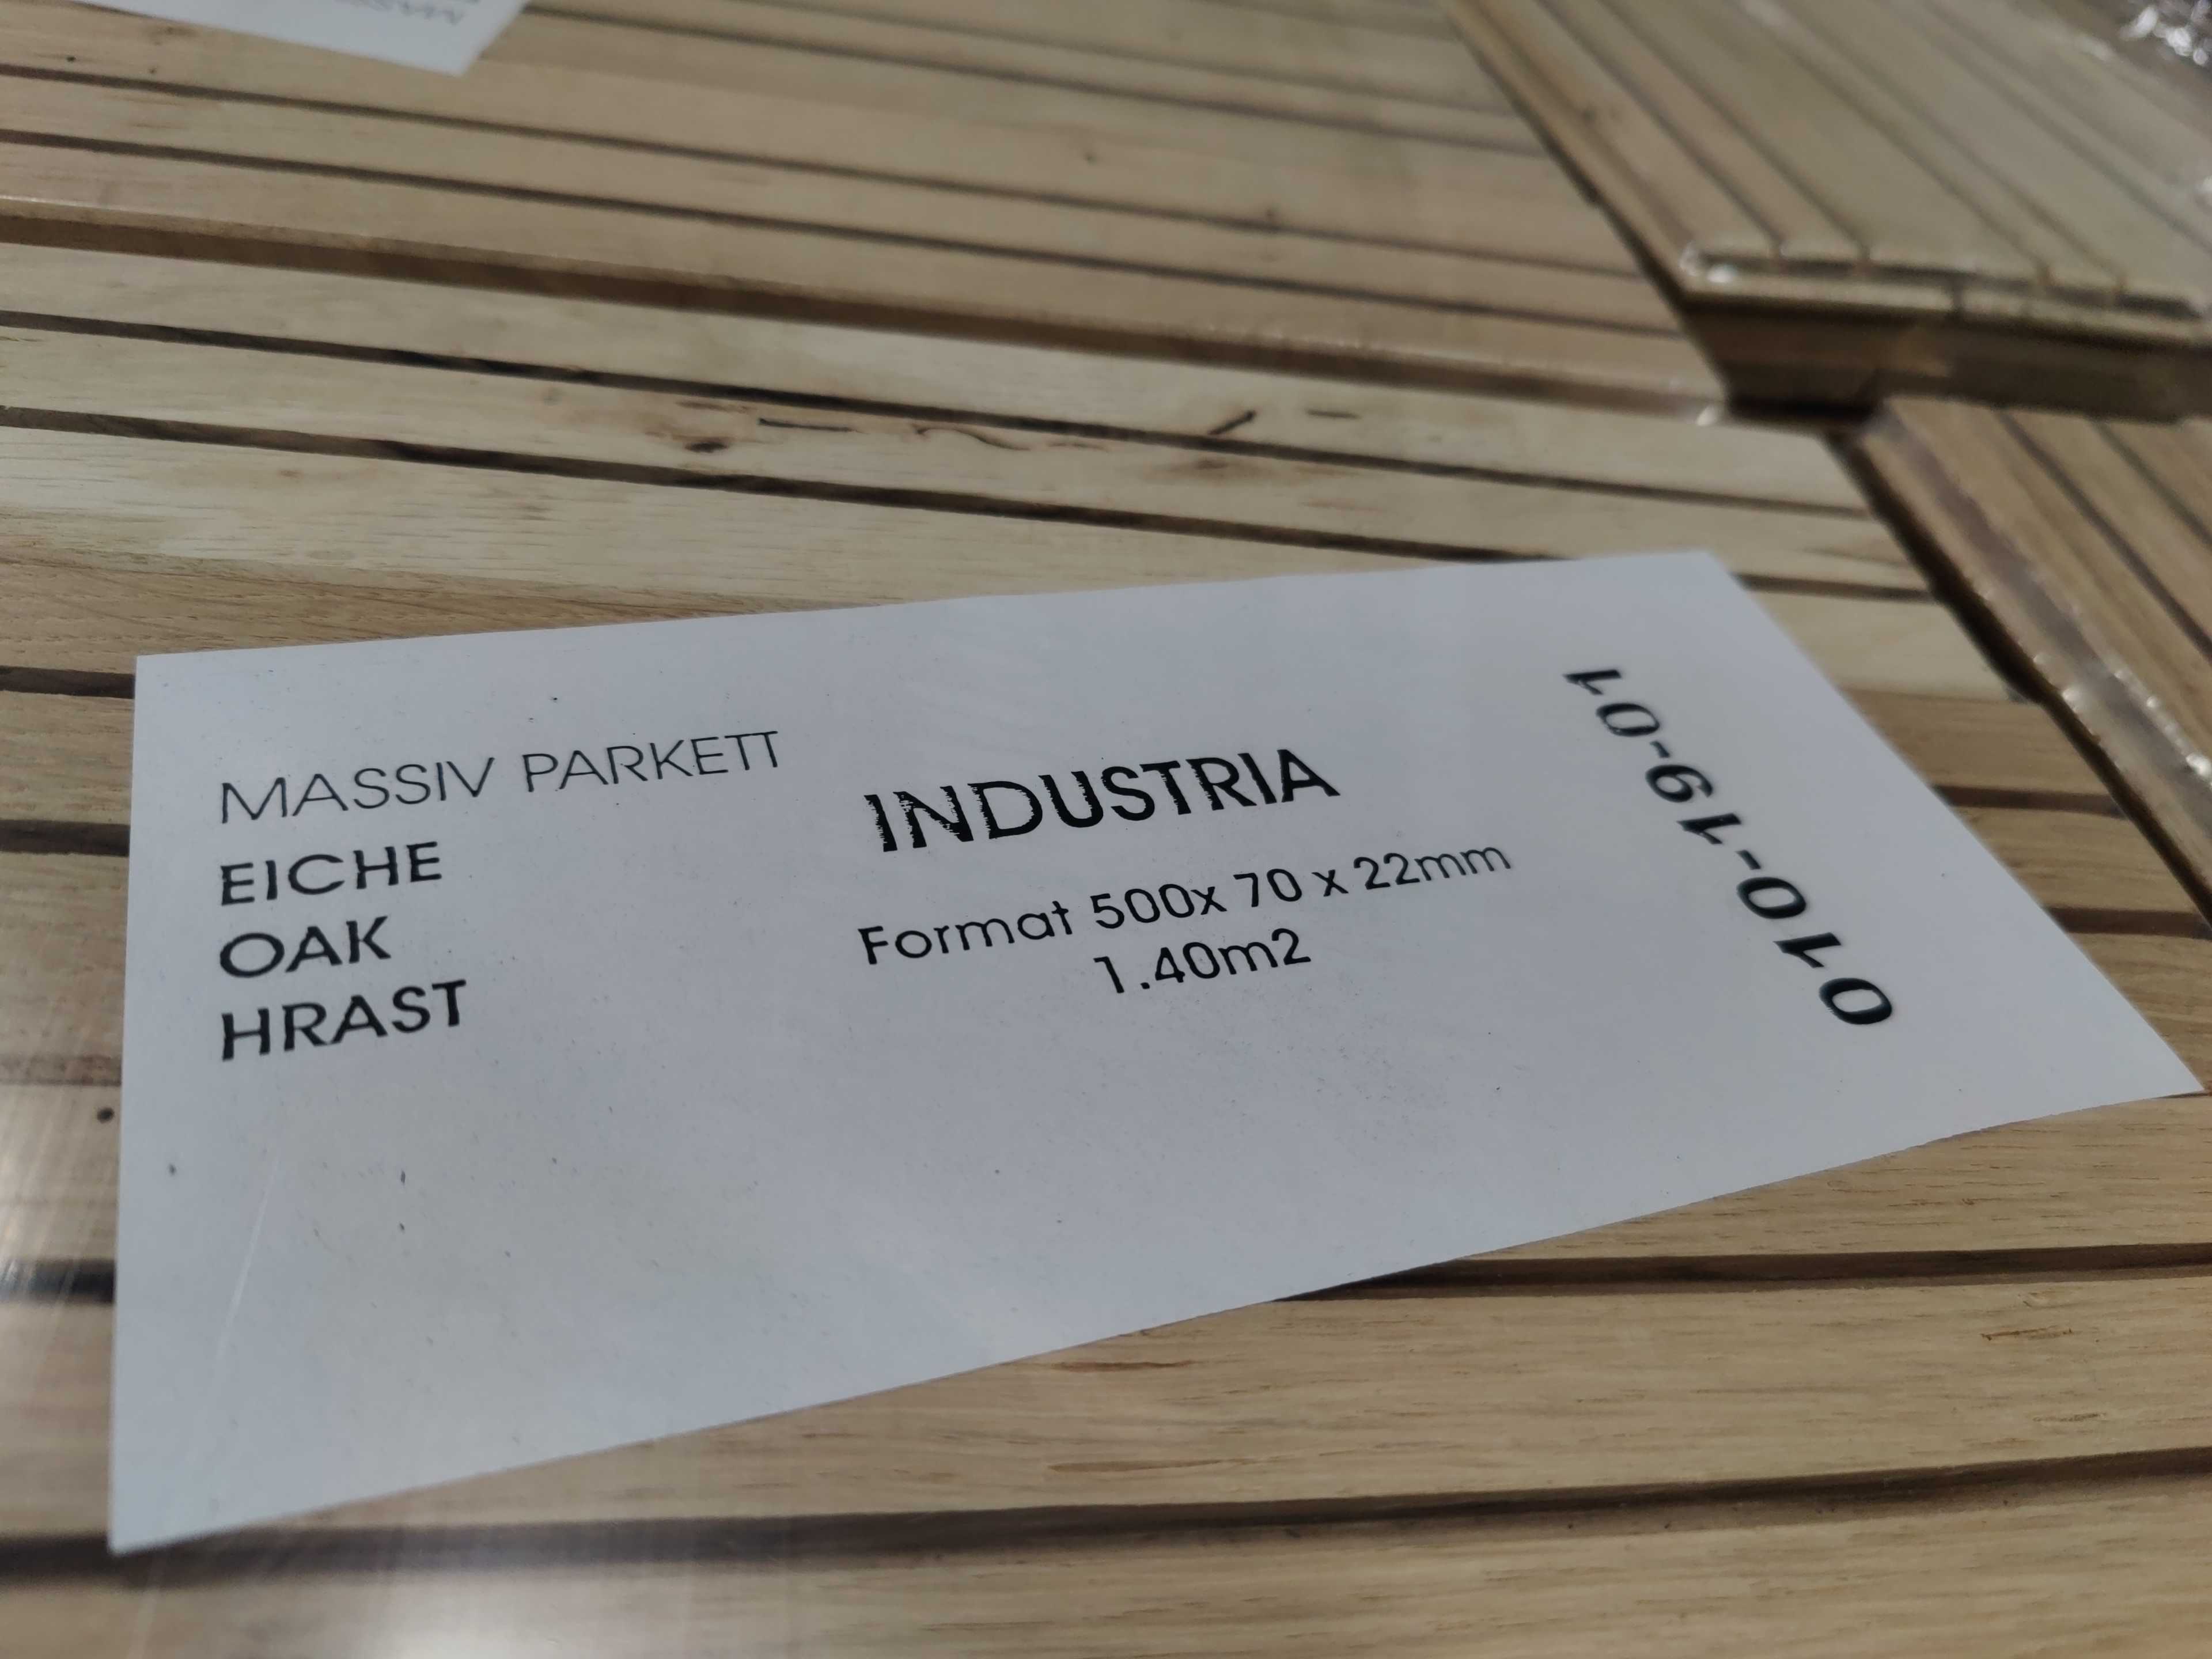 MASSIV PARKETT
EICHE
OAK
HRAST
INDUSTRIA
Format 500x 70 x 22mm
1.40m2
010-19-01